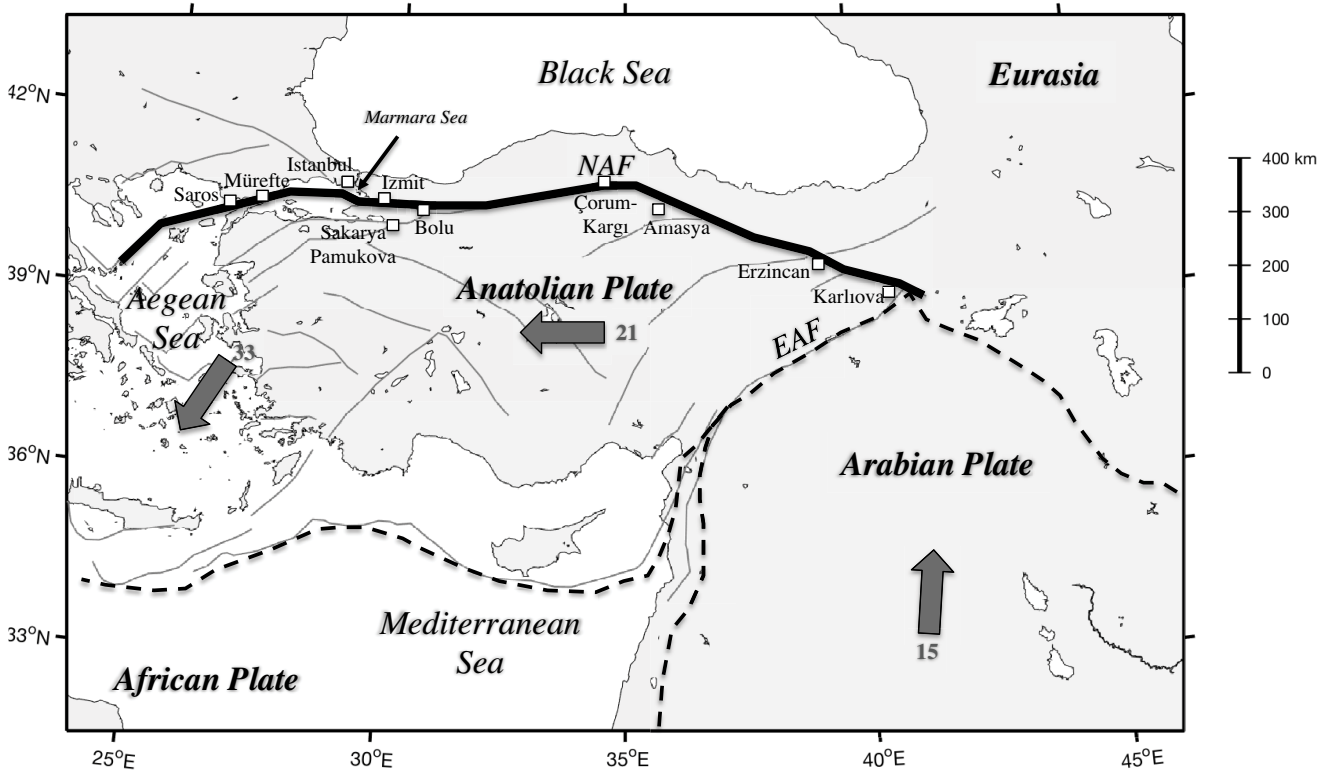 Black Sea
Eurasia
42°N
Marmara Sea
400 km
NAF
Istanbul
Mürefte
Izmit
Saros
300
Çorum-
Kargı
Amasya
Bolu
Sakarya
Pamukova
39°N
Erzincan
200
Anatolian Plate
Karlıova
Aegean
Sea
100
21
EAF
33
0
36°N
Arabian Plate
Mediterranean
Sea
33°N
15
African Plate
25°E
30°E
35°E
40°E
45°E